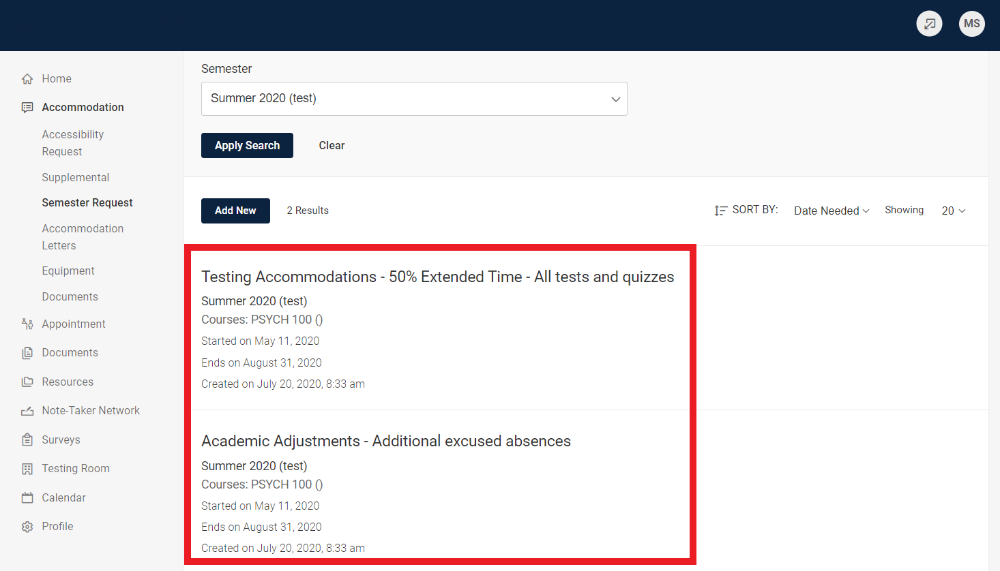 MS
Home
Accommodation
Accessibility
Request
Supplemental
Semester Request
Accommodation
Letters
Equipment
Documents
Appointment
Documents
Resources
Note-Taker Network
Surveys
Testing Room
Calendar
Profile
Semester
Summer 2020 (test)
Apply Search Clear
Add New 2 Results SORT BY: Date Needed Showing 20
Testing Accommodations - 50% Extended Time - All tests and quizzes
Summer 2020 (test)
Courses: PSYCH 100 ()
Started on May 11, 2020
Ends on August 31, 2020
Created on July 20, 2020, 8:33 am
Academic Adjustments - Additional excused absences
Summer 2020 (test)
Courses: PSYCH 100 ()
Started on May 11, 2020
Ends on August 31, 2020
Created on July 20, 2020, 8:33 am